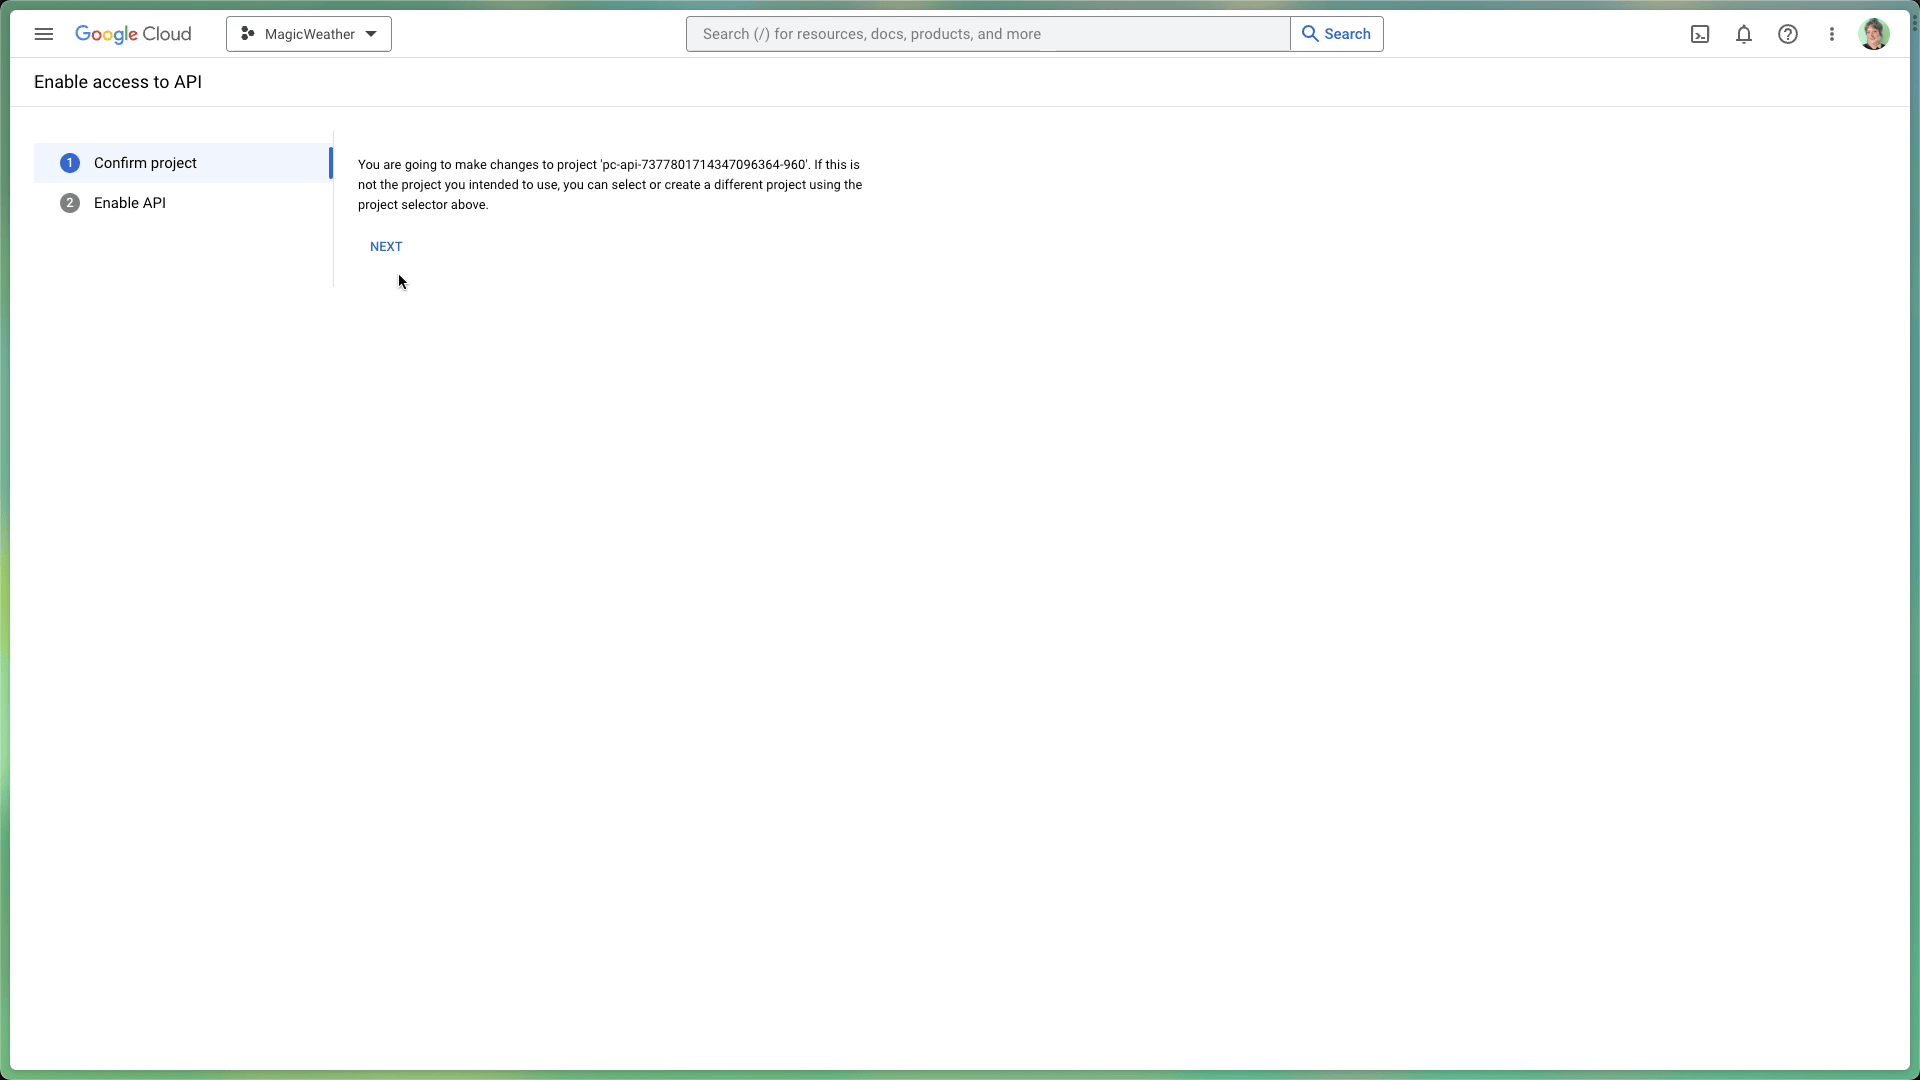 Google Cloud
MagicWeather
Search (/) for resources, docs, products, and more
Search
Enable access to API
1 Confirm project
2 Enable API
You are going to make changes to project 'pc-api-7377801714347096364-960'. If this is
not the project you intended to use, you can select or create a different project using the
project selector above.
NEXT